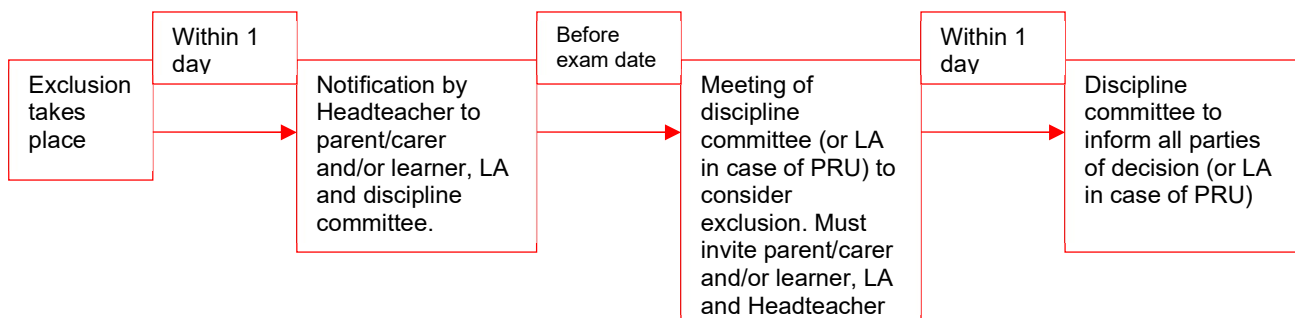 Exclusion
takes
place
Within 1
day
Notification by
Headteacher to
parent/carer
and/or learner, LA
and discipline
committee.
Before
exam date
Meeting of
discipline
committee (or LA
in case of PRU) to
consider
exclusion. Must
invite parent/carer
and/or learner, LA
and Headteacher
Within 1
day
Discipline
committee to
inform all parties
of decision (or LA
in case of PRU)